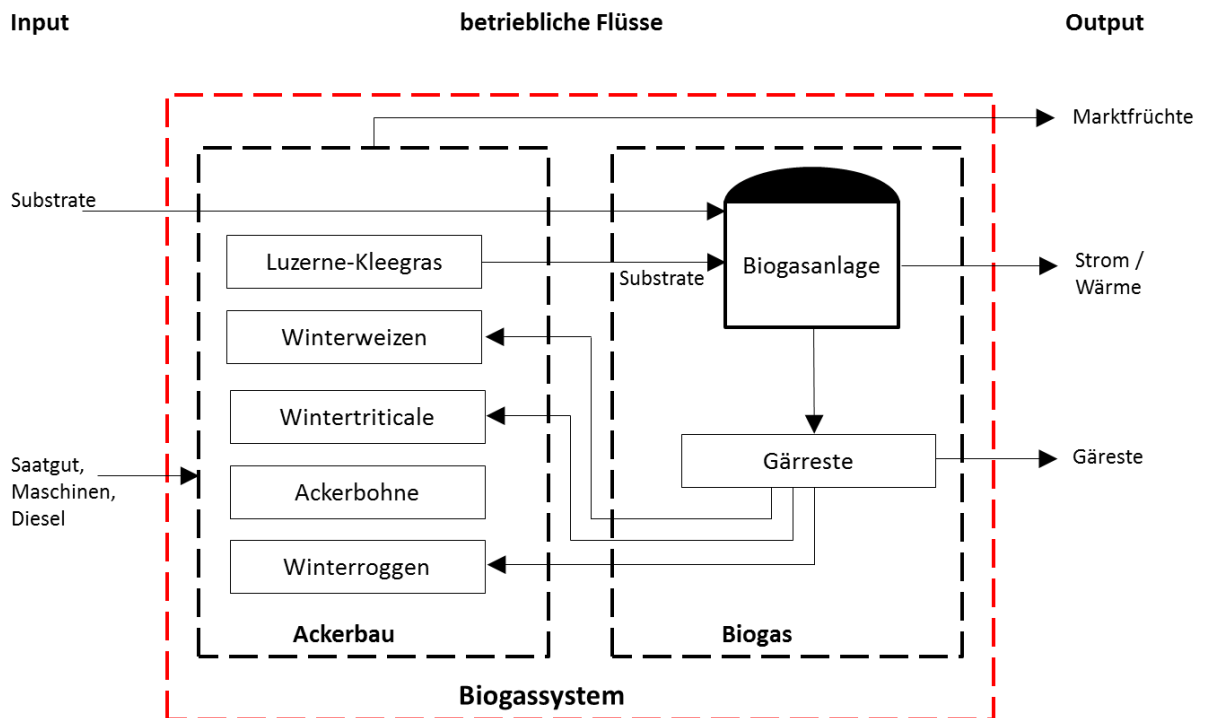 Input
betriebliche Flüsse
Output
Marktfrüchte
Substrate
Luzerne-Kleegras
Substrate
Biogasanlage
Strom /
Wärme
Winterweizen
Wintertriticale
Saatgut,
Maschinen,
Diesel
Ackerbohne
Gärreste
Gäreste
Winterroggen
Ackerbau
Biogas
Biogassystem